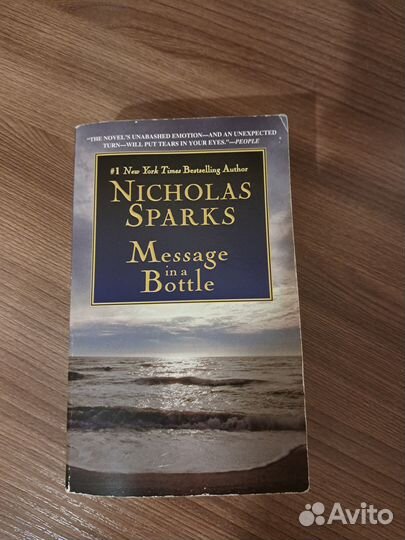 "THE NOVEL'S UNABASHED EMOTION—AND AN UNEXPECTED
TURN—WILL PUT TEARS IN YOUR EYES."—PEOPLE
#1 New York Times Bestselling Author
NICHOLAS
SPARKS
Message
in a
Bottle
Avito